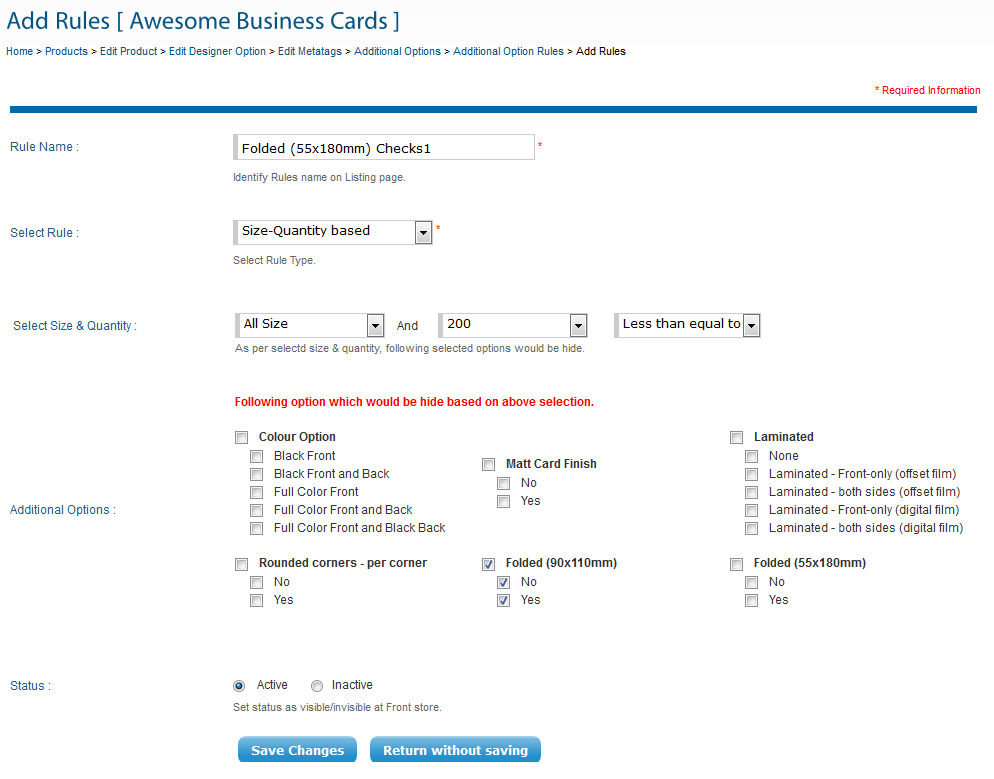 Add Rules [ Awesome Business Cards ]
Home > Products > Edit Product > Edit Designer Option > Edit Metatags > Additional Options > Additional Option Rules > Add Rules
* Required Information
Rule Name :
Folded (55x180mm) Checks1 *
Identify Rules name on Listing page.
Select Rule :
Size-Quantity based *
Select Rule Type.
Select Size & Quantity :
All Size And 200 Less than equal to
As per selectd size & quantity, following selected options would be hide.
Following option which would be hide based on above selection.
Additional Options :
Colour Option
Black Front
Black Front and Back
Full Color Front
Full Color Front and Back
Full Color Front and Black Back
Matt Card Finish
No
Yes
Laminated
None
Laminated - Front-only (offset film)
Laminated - both sides (offset film)
Laminated - Front-only (digital film)
Laminated - both sides (digital film)
Rounded corners - per corner
No
Yes
Folded (90x110mm)
No
Yes
Folded (55x180mm)
No
Yes
Status :
Active Inactive
Set status as visible/invisible at Front store.
Save Changes Return without saving